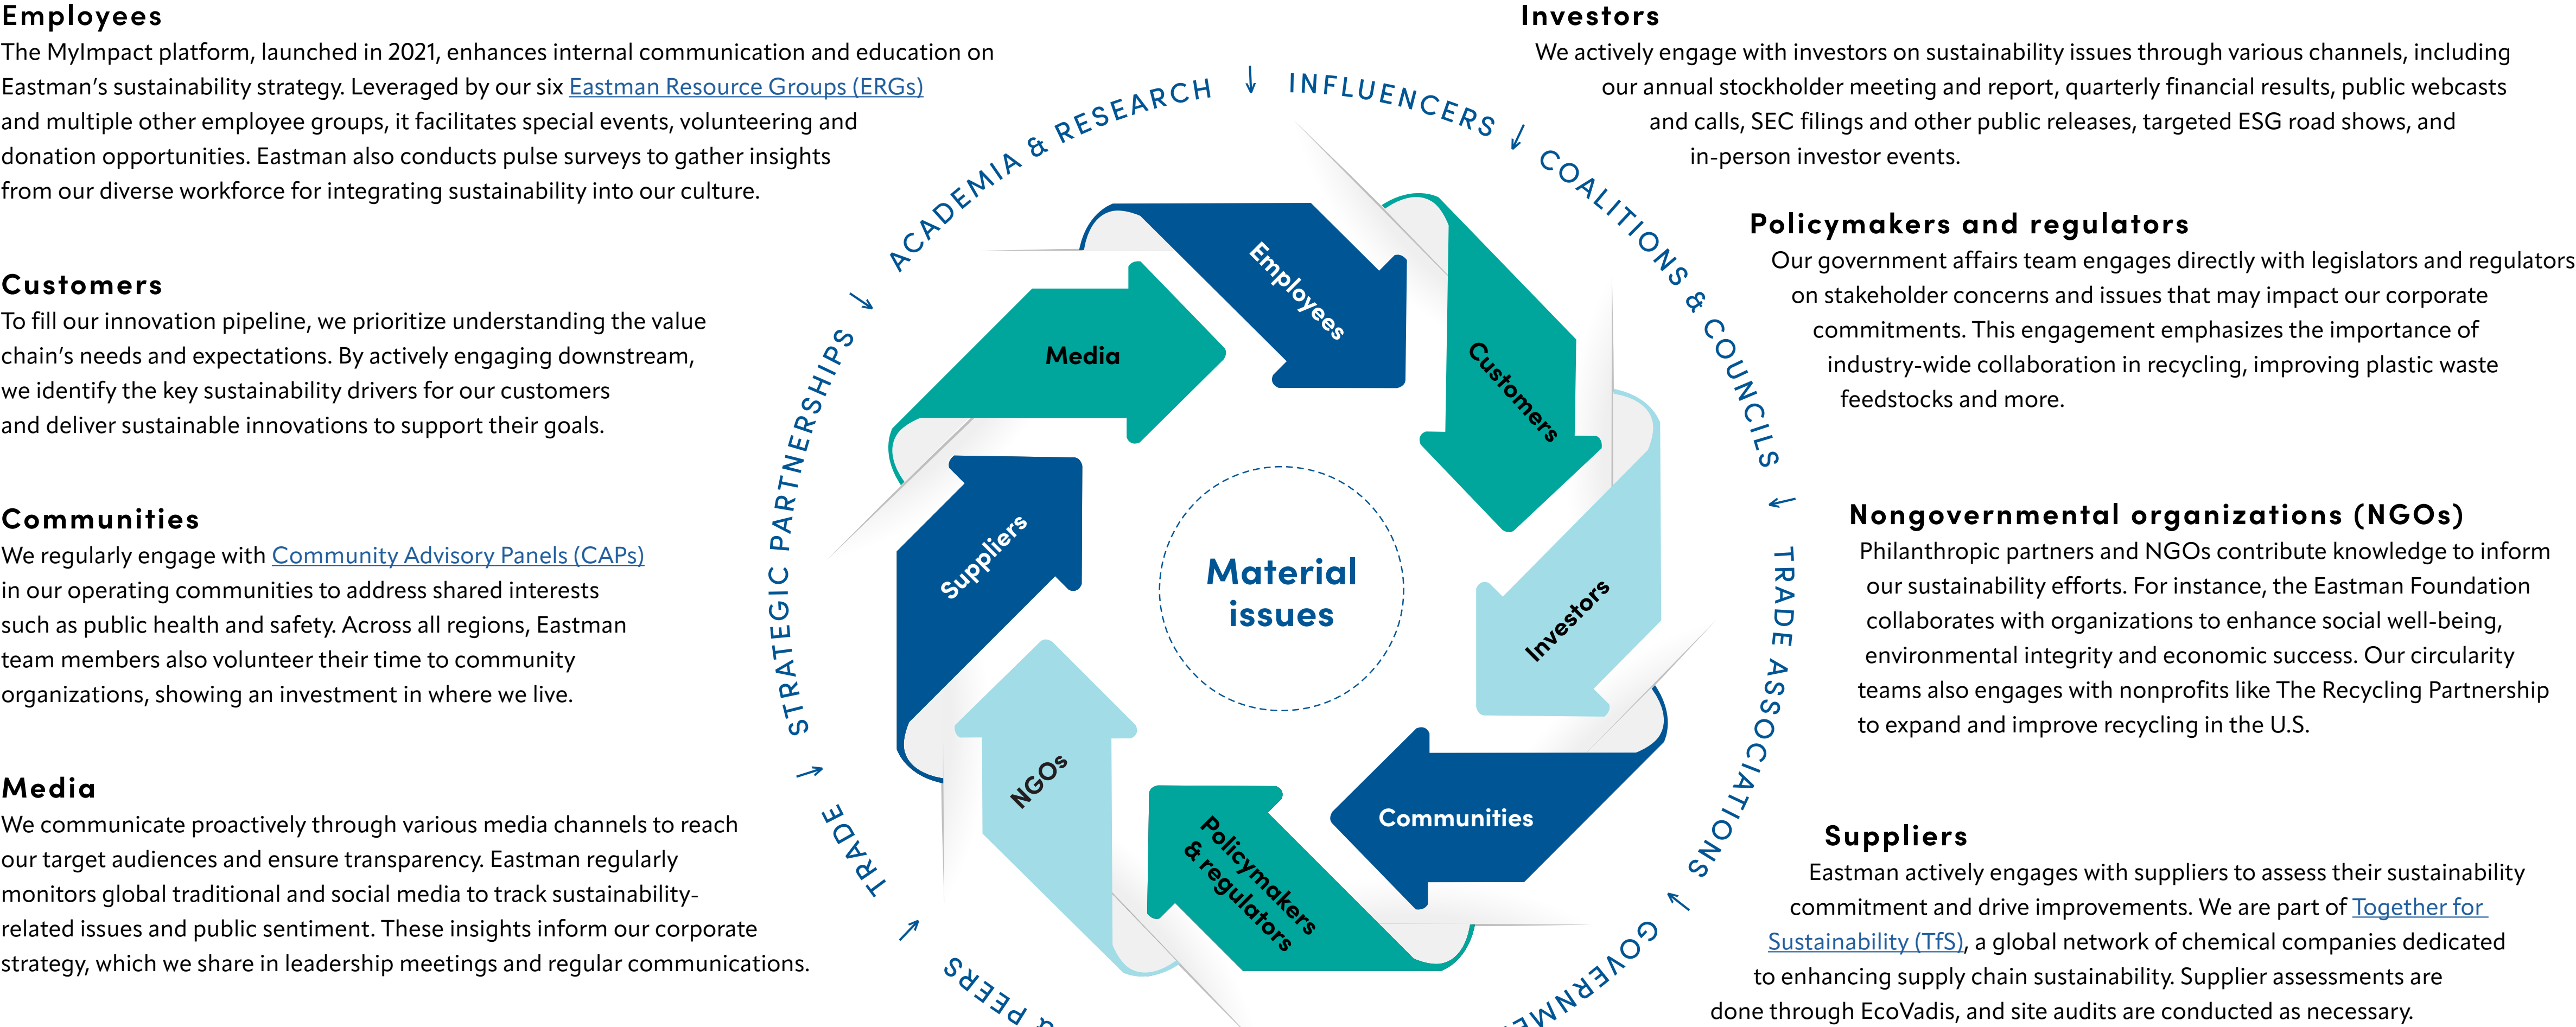 Employees
The MyImpact platform, launched in 2021, enhances internal communication and education on
Eastman’s sustainability strategy. Leveraged by our six Eastman Resource Groups (ERGs)
and multiple other employee groups, it facilitates special events, volunteering and
donation opportunities. Eastman also conducts pulse surveys to gather insights
from our diverse workforce for integrating sustainability into our culture.
Customers
To fill our innovation pipeline, we prioritize understanding the value
chain’s needs and expectations. By actively engaging downstream,
we identify the key sustainability drivers for our customers
and deliver sustainable innovations to support their goals.
Communities
We regularly engage with Community Advisory Panels (CAPs)
in our operating communities to address shared interests
such as public health and safety. Across all regions, Eastman
team members also volunteer their time to community
organizations, showing an investment in where we live.
Media
We communicate proactively through various media channels to reach
our target audiences and ensure transparency. Eastman regularly
monitors global traditional and social media to track sustainability-
related issues and public sentiment. These insights inform our corporate
strategy, which we share in leadership meetings and regular communications.
ACADEMIA & RESEARCH ↓
INFLUENCERS ↓
COALITIONS & COUNCILS ↓
TRADE ASSOCIATIONS ↓
& PEERS ↓
TRADE ↓
STRATEGIC PARTNERSHIPS ↓
Employees
Customers
Investors
Communities
Policymakers
& regulators
NGOs
Suppliers
Media
Material
issues
Investors
We actively engage with investors on sustainability issues through various channels, including
our annual stockholder meeting and report, quarterly financial results, public webcasts
and calls, SEC filings and other public releases, targeted ESG road shows, and
in-person investor events.
Policymakers and regulators
Our government affairs team engages directly with legislators and regulators
on stakeholder concerns and issues that may impact our corporate
commitments. This engagement emphasizes the importance of
industry-wide collaboration in recycling, improving plastic waste
feedstocks and more.
Nongovernmental organizations (NGOs)
Philanthropic partners and NGOs contribute knowledge to inform
our sustainability efforts. For instance, the Eastman Foundation
collaborates with organizations to enhance social well-being,
environmental integrity and economic success. Our circularity
teams also engages with nonprofits like The Recycling Partnership
to expand and improve recycling in the U.S.
Suppliers
Eastman actively engages with suppliers to assess their sustainability
commitment and drive improvements. We are part of Together for
Sustainability (TfS), a global network of chemical companies dedicated
to enhancing supply chain sustainability. Supplier assessments are
done through EcoVadis, and site audits are conducted as necessary.